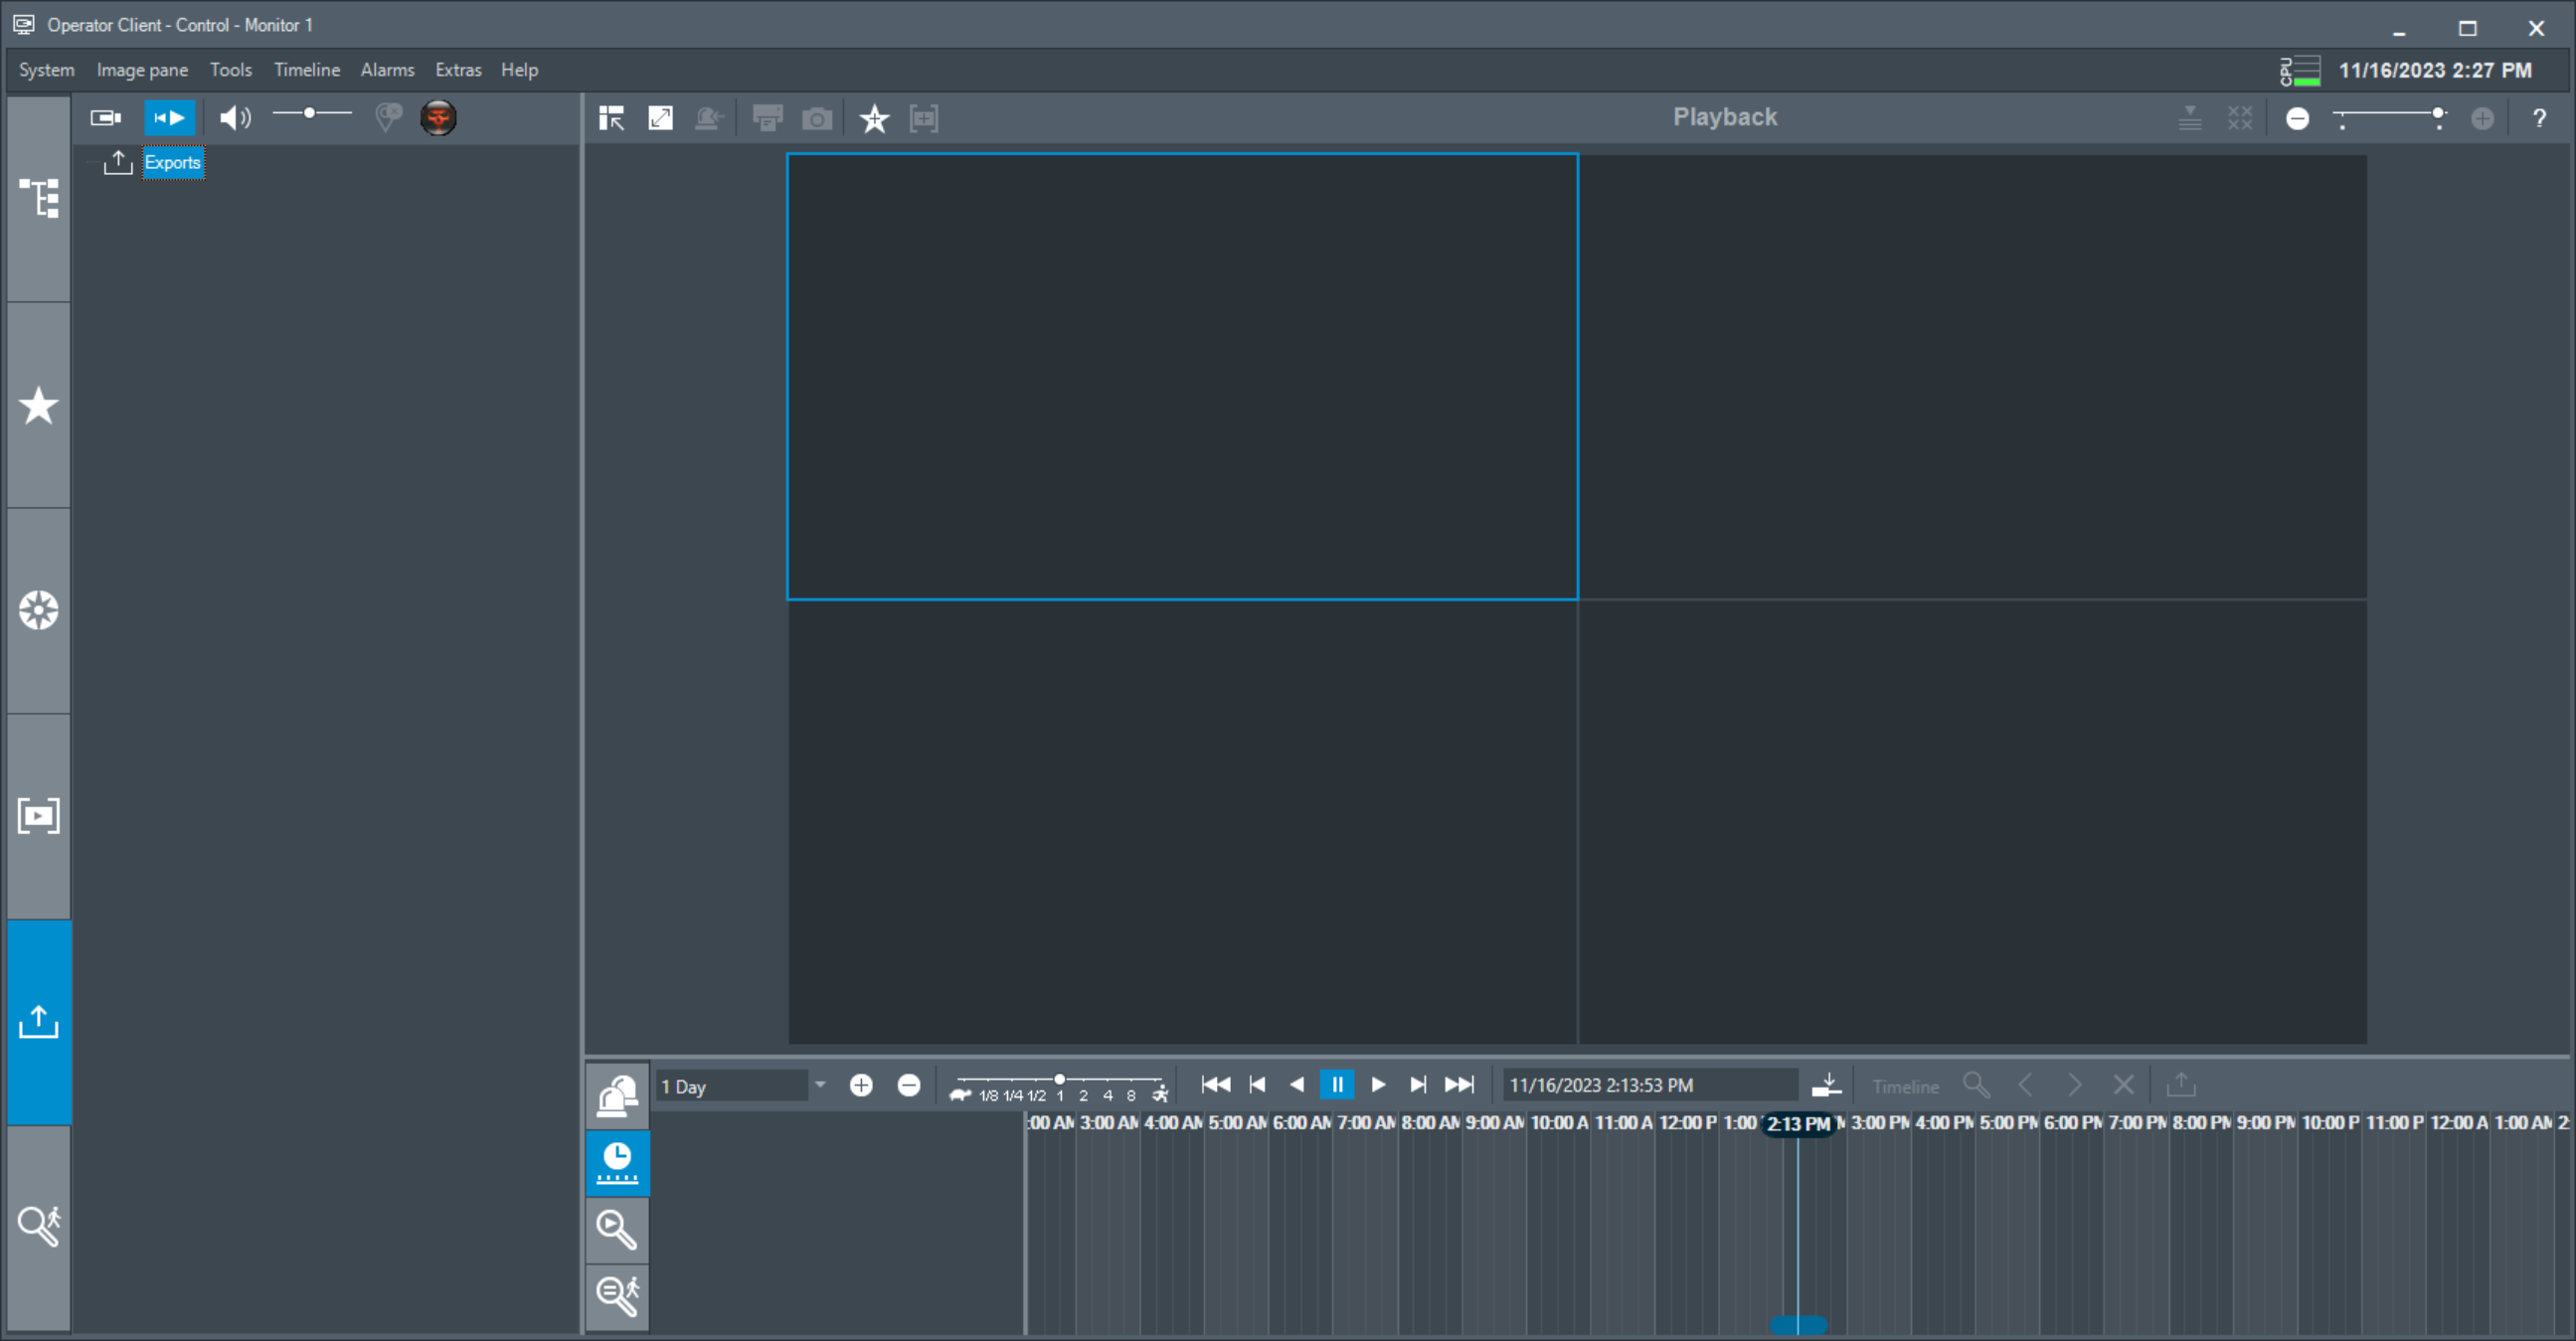 Operator Client - Control - Monitor 1
System Image pane Tools Timeline Alarms Extras Help
CPU 11/16/2023 2:27 PM
Playback ?
Exports
1 Day
1/8 1/4 1/2 1 2 4 8
11/16/2023 2:13:53 PM
Timeline
:00 AM 3:00 AM 4:00 AM 5:00 AM 6:00 AM 7:00 AM 8:00 AM 9:00 AM 10:00 A 11:00 A 12:00 P 1:00 2:13 PM 3:00 PM 4:00 PM 5:00 PM 6:00 PM 7:00 PM 8:00 PM 9:00 PM 10:00 P 11:00 P 12:00 A 1:00 AM 2: